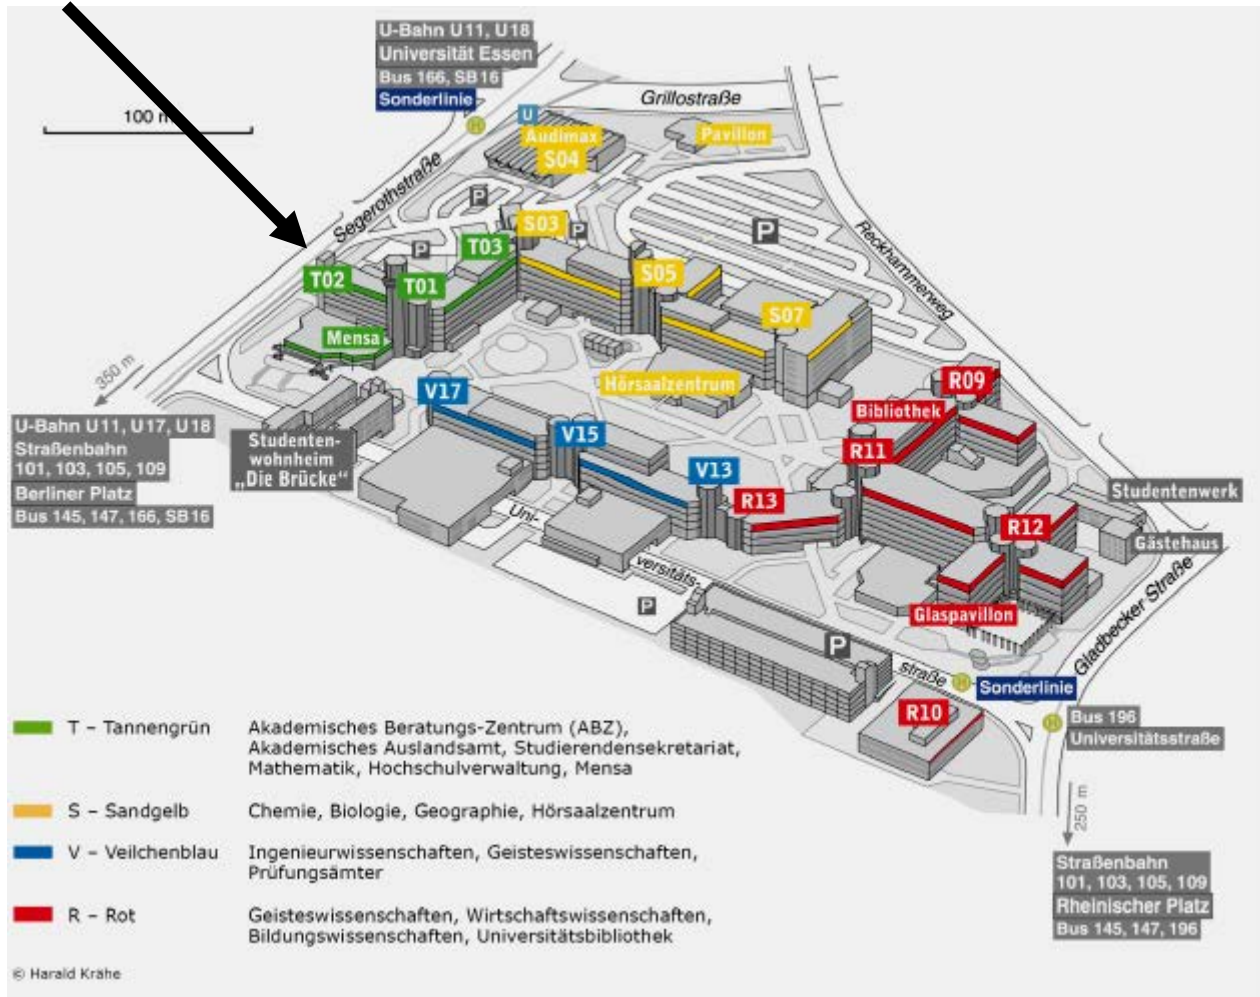 U-Bahn U11, U18
Universität Essen
Bus 166, SB16
Sonderlinie
H
100 m
Grillostraße
U
Audimax
S04
Pavillon
Segerothstraße
P
S03
P
P
P
T03
Reckhammerweg
T02
T01
S05
S07
Mensa
350 m
V17
Hörsaalzentrum
R09
Bibliothek
U-Bahn U11, U17, U18
Straßenbahn
101, 103, 105, 109
Berliner Platz
Bus 145, 147, 166, SB16
Studenten-
wohnheim
„Die Brücke“
V15
R11
V13
R13
Studentenwerk
Uni-
R12
Gästehaus
versitäts-
P
Glaspavillon
Gladbecker Straße
P
straße
H
Sonderlinie
R10
H
Bus 196
Universitätsstraße
T – Tannengrün
Akademisches Beratungs-Zentrum (ABZ),
Akademisches Auslandsamt, Studierendensekretariat,
Mathematik, Hochschulverwaltung, Mensa
S – Sandgelb
Chemie, Biologie, Geographie, Hörsaalzentrum
V – Veilchenblau
Ingenieurwissenschaften, Geisteswissenschaften,
Prüfungsämter
R – Rot
Geisteswissenschaften, Wirtschaftswissenschaften,
Bildungswissenschaften, Universitätsbibliothek
250 m
Straßenbahn
101, 103, 105, 109
Rheinischer Platz
Bus 145, 147, 196
© Harald Krähe